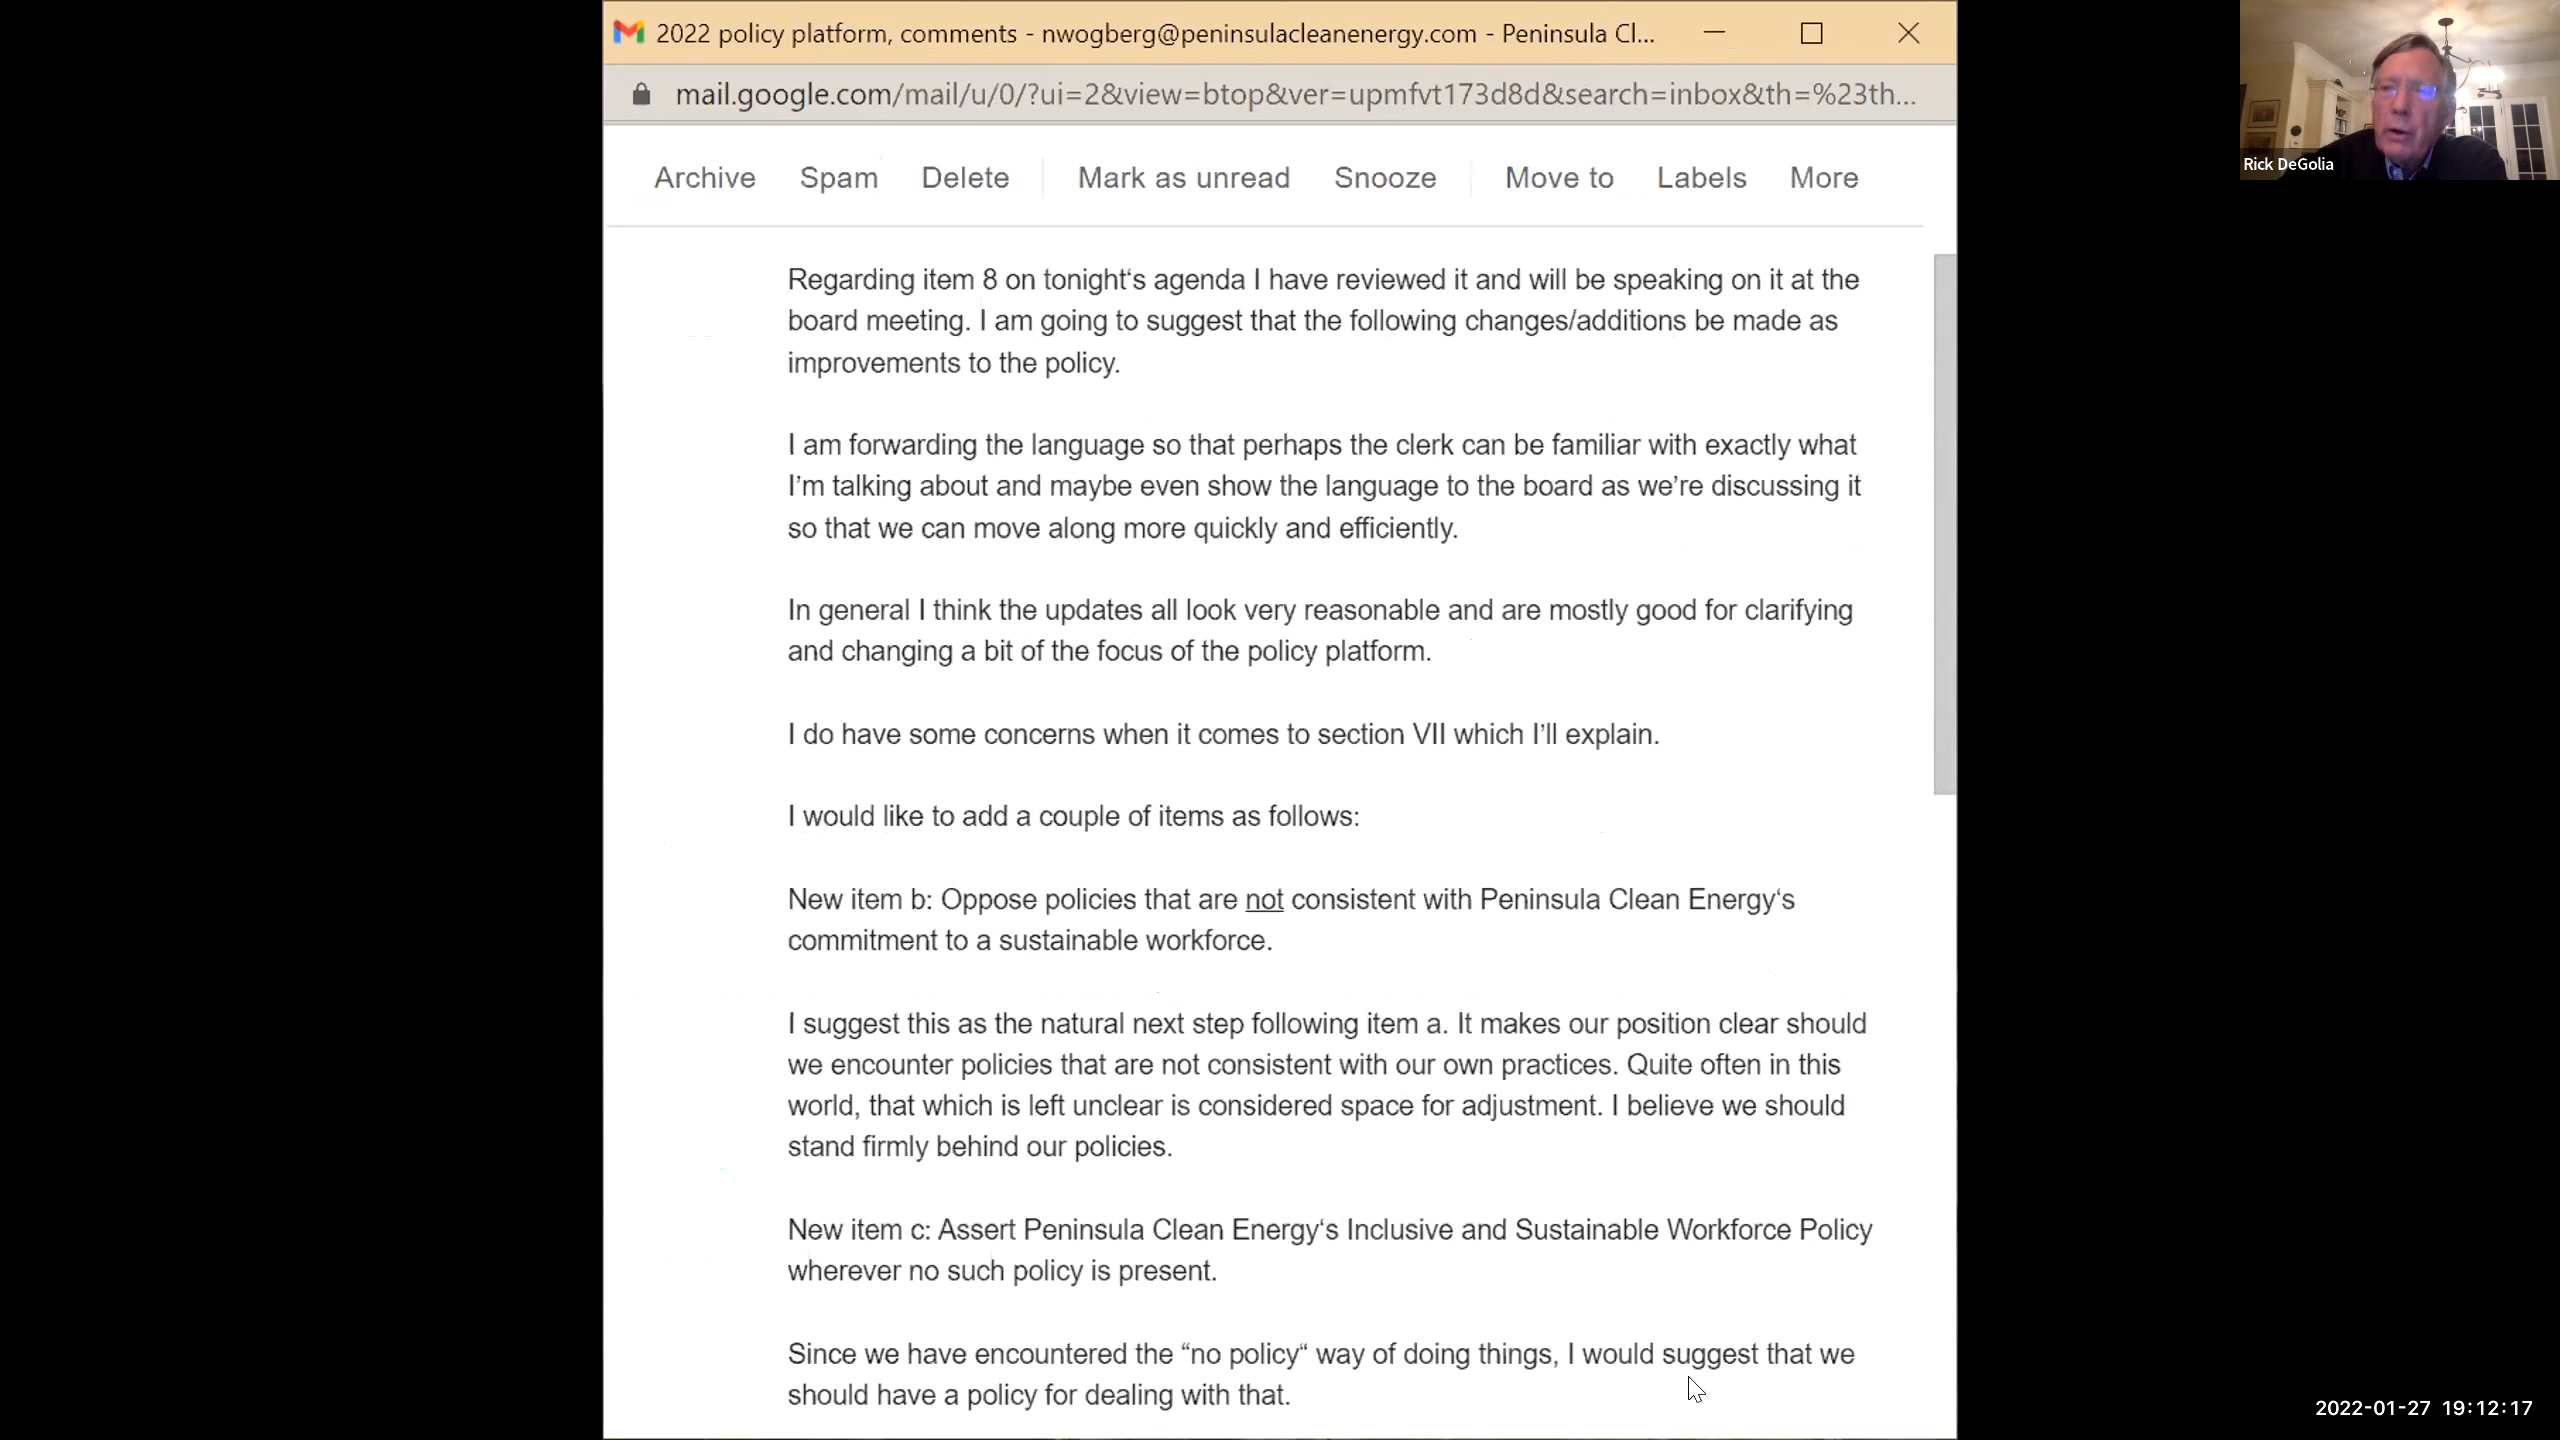 2022 policy platform, comments - nwogberg@peninsulacleanenergy.com - Peninsula Cl...
mail.google.com/mail/u/0/?ui=2&view=btop&ver=upmfvt173d8d&search=inbox&th=%23th...
Archive Spam Delete Mark as unread Snooze Move to Labels More
Rick DeGolia
Regarding item 8 on tonight‘s agenda I have reviewed it and will be speaking on it at the
board meeting. I am going to suggest that the following changes/additions be made as
improvements to the policy.
I am forwarding the language so that perhaps the clerk can be familiar with exactly what
I’m talking about and maybe even show the language to the board as we’re discussing it
so that we can move along more quickly and efficiently.
In general I think the updates all look very reasonable and are mostly good for clarifying
and changing a bit of the focus of the policy platform.
I do have some concerns when it comes to section VII which I’ll explain.
I would like to add a couple of items as follows:
New item b: Oppose policies that are not consistent with Peninsula Clean Energy‘s
commitment to a sustainable workforce.
I suggest this as the natural next step following item a. It makes our position clear should
we encounter policies that are not consistent with our own practices. Quite often in this
world, that which is left unclear is considered space for adjustment. I believe we should
stand firmly behind our policies.
New item c: Assert Peninsula Clean Energy‘s Inclusive and Sustainable Workforce Policy
wherever no such policy is present.
Since we have encountered the “no policy“ way of doing things, I would suggest that we
should have a policy for dealing with that.
2022-01-27 19:12:17